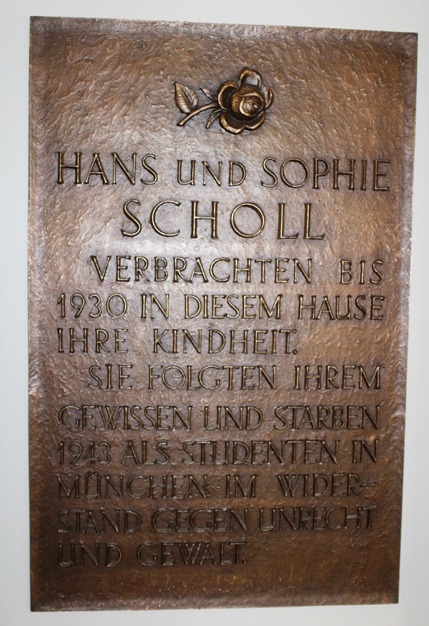 HANS UND SOPHIE
SCHOLL
VERBRACHTEN BIS
1930 IN DIESEM HAUSE
IHRE KINDHEIT.
SIE FOLGTEN IHREM
GEWISSEN UND STARBEN
1943 ALS STUDENTEN IN
MÜNCHEN IM WIDER-
STAND GEGEN UNRECHT
UND GEWALT.